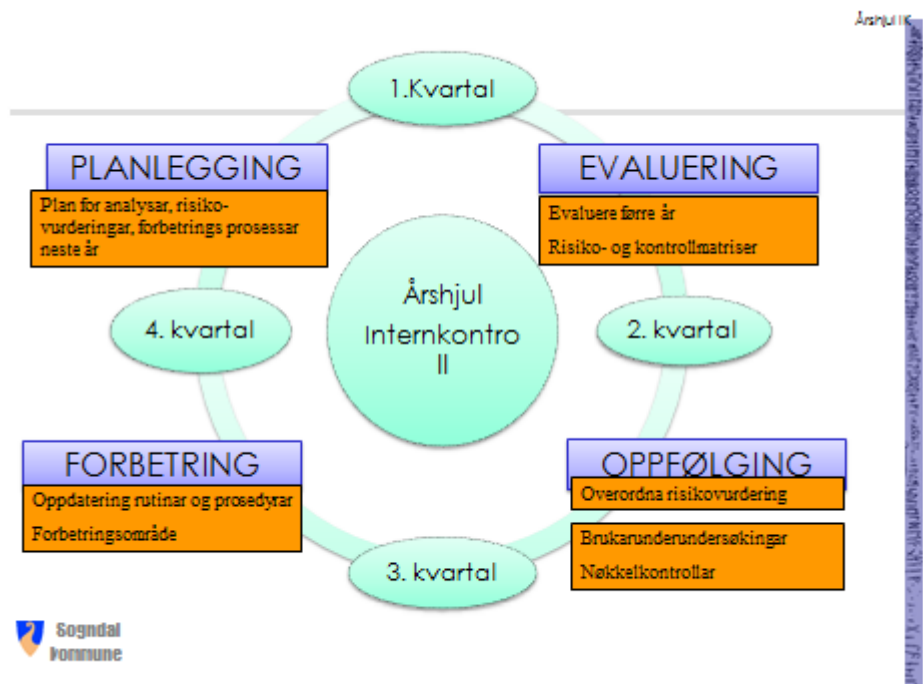 Årshjul IK
1.Kvartal
PLANLEGGING
Plan for analysar, risiko-
vurderingar, forbetrings prosessar
neste år
EVALUERING
Evaluere førre år
Risiko- og kontrollmatriser
Årshjul
Internkontro
ll
4. kvartal
2. kvartal
FORBETRING
Oppdatering rutinar og prosedyrar
Forbetringsområde
OPPFØLGING
Overordna risikovurdering
Brukarunderundersøkingar
Nøkkelkontrollar
3. kvartal
Sogndal
kommune